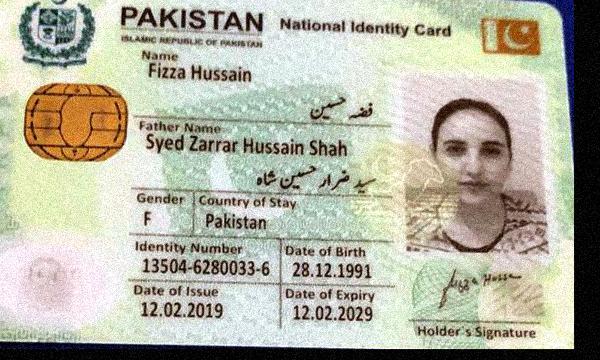 PAKISTAN National Identity Card
ISLAMIC REPUBLIC OF PAKISTAN
Name
Fizza Hussain
فضہ حسین
Father Name
Syed Zarrar Hussain Shah
سید ضرار حسین شاہ
Gender Country of Stay
F Pakistan
Identity Number Date of Birth
13504-6280033-6 28.12.1991
Date of Issue Date of Expiry
12.02.2019 12.02.2029
Holder's Signature